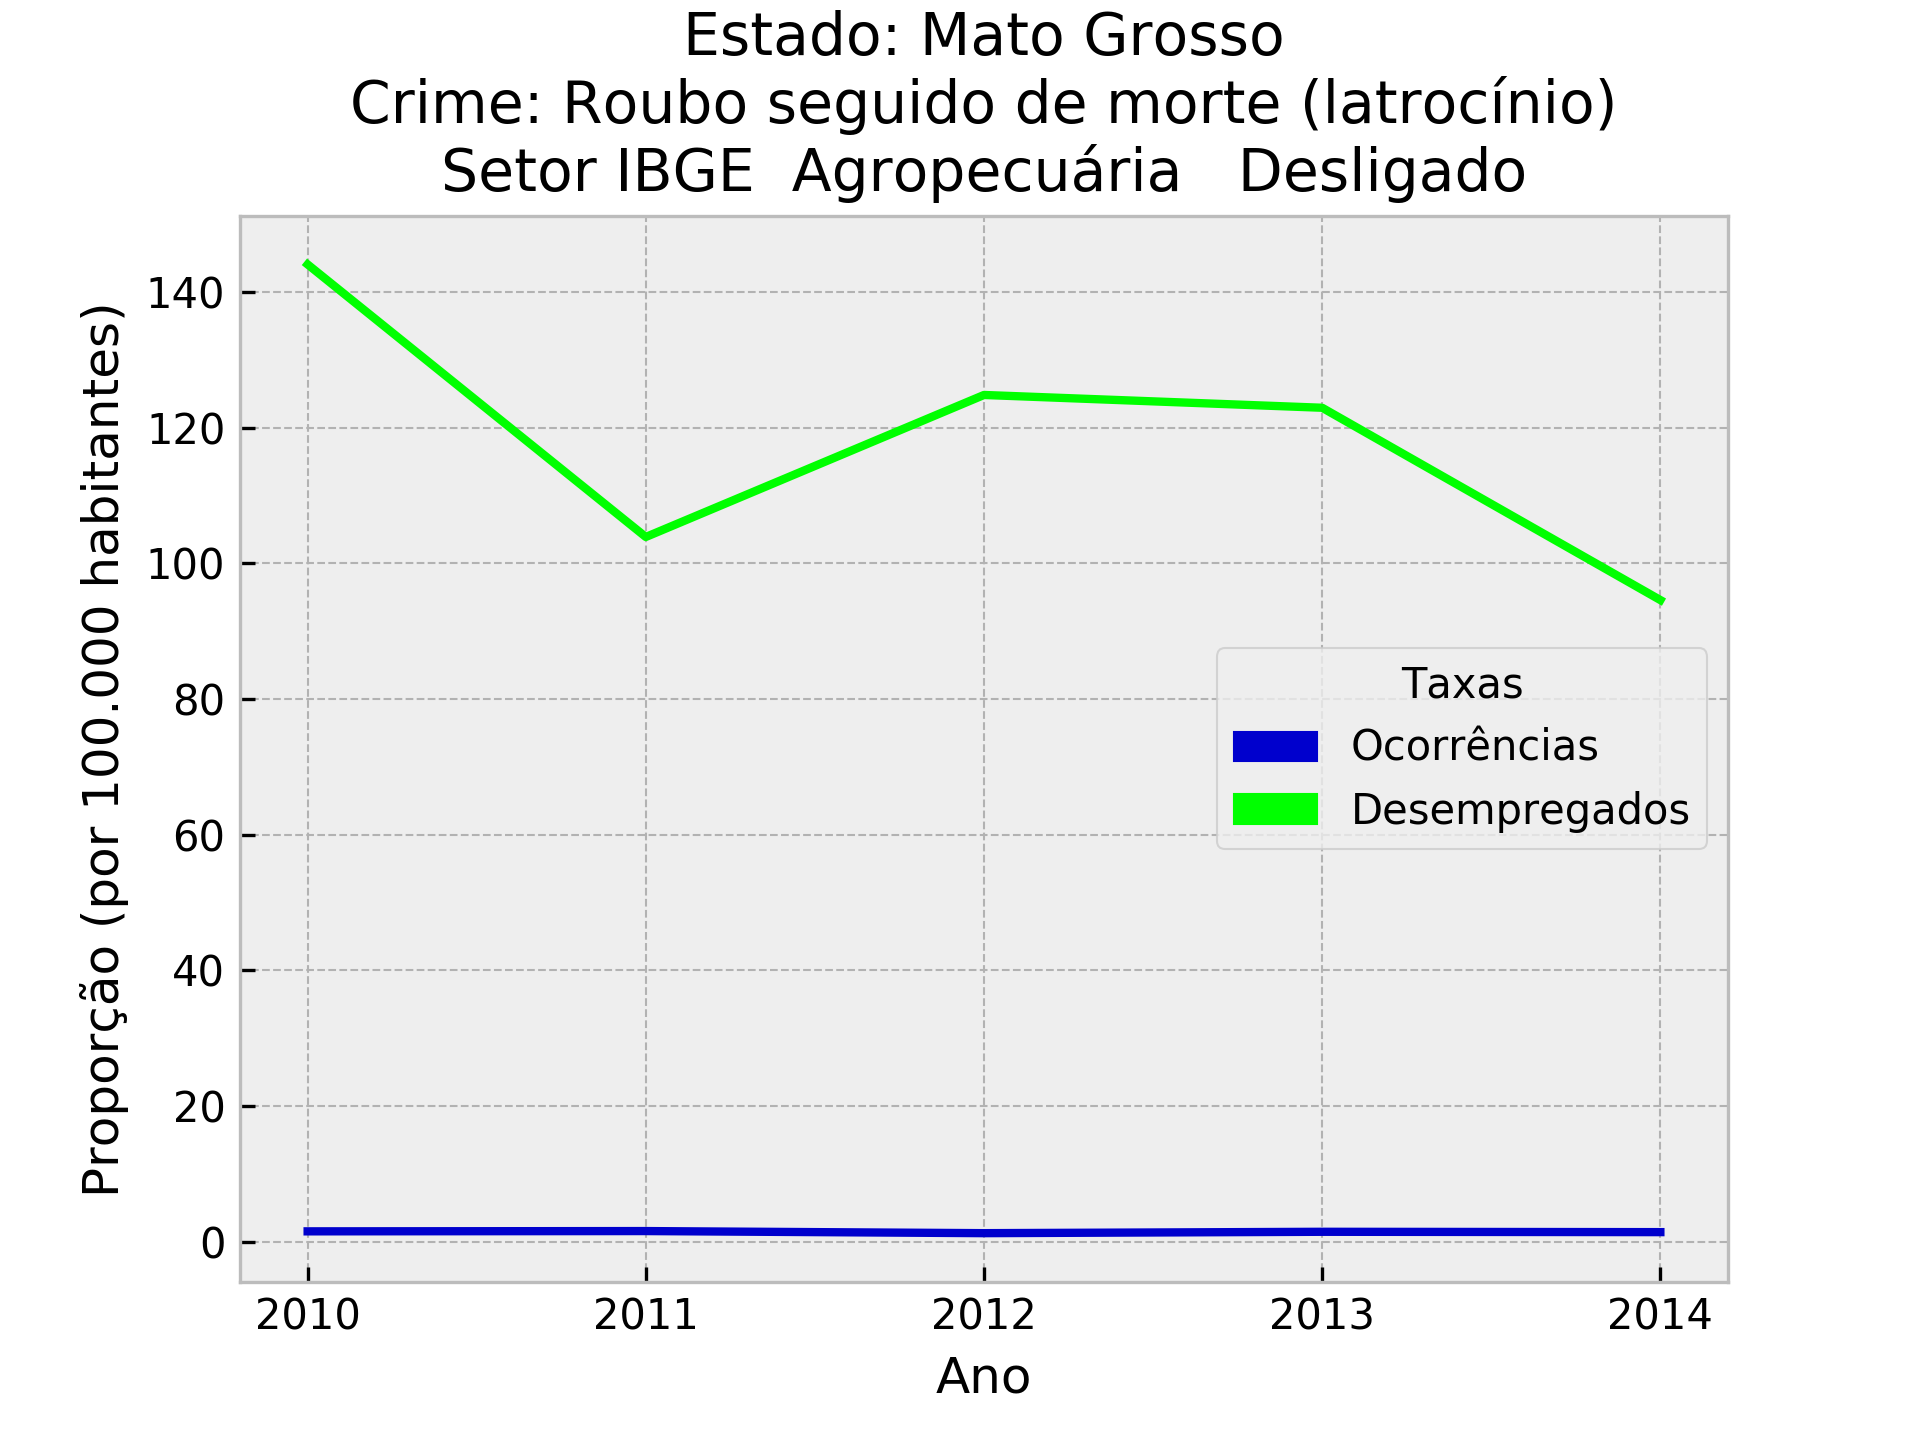 Estado: Mato Grosso
Crime: Roubo seguido de morte (latrocínio)
Setor IBGE  Agropecuária   Desligado
Proporção (por 100.000 habitantes)
140
120
100
80
60
40
20
0
Taxas
Ocorrências
Desempregados
2010 2011 2012 2013 2014
Ano